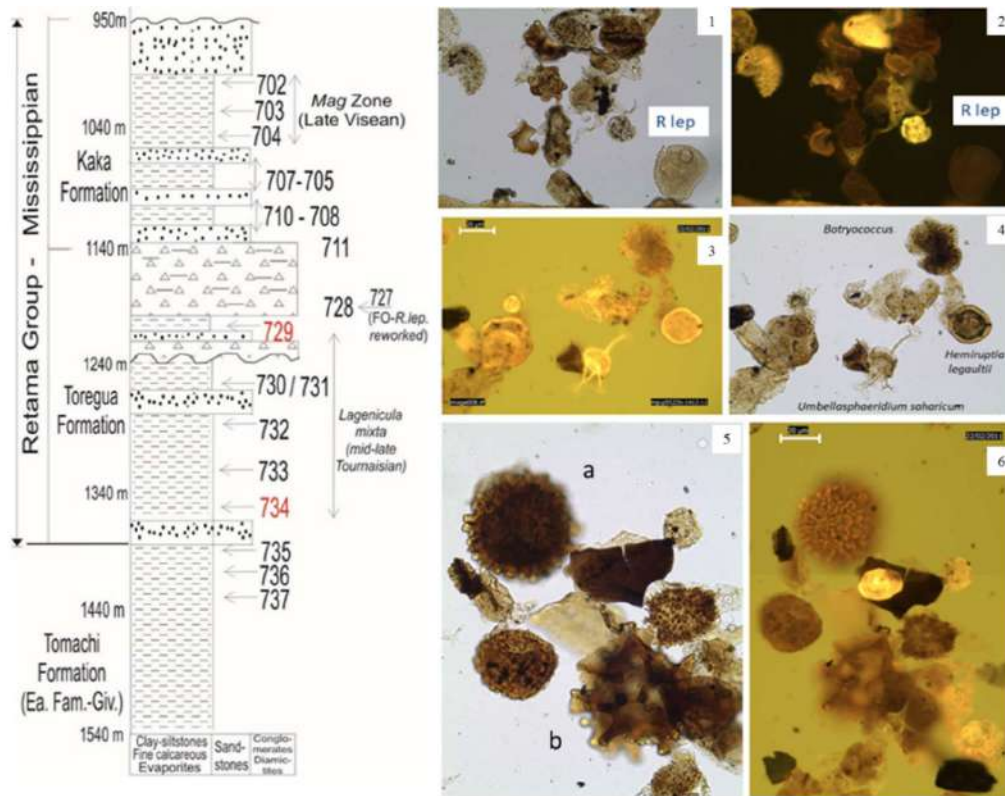 Retama Group - Mississippian
950m
702
703
704
Mag Zone
(Late Visean)
1040 m
Kaka
Formation
707-705
710 - 708
1140 m
711
728
727
(FO-R.lep.
reworked)
729
1240 m
730 / 731
Toregua
Formation
732
Lagenicula
mixta
(mid-late
Tournaisian)
733
1340 m
734
735
736
737
1440 m
Tomachi
Formation
(Ea. Fam.-Giv.)
1540 m
Clay-siltstones
Fine calcareous
Evaporites
Sand-
stones
Conglo-
merates
Diamic-
tites
1
R lep
2
R lep
3
4
Botryococcus
Hemiruptia
legaultii
Umbellasphaeridium saharicum
5
a
b
6